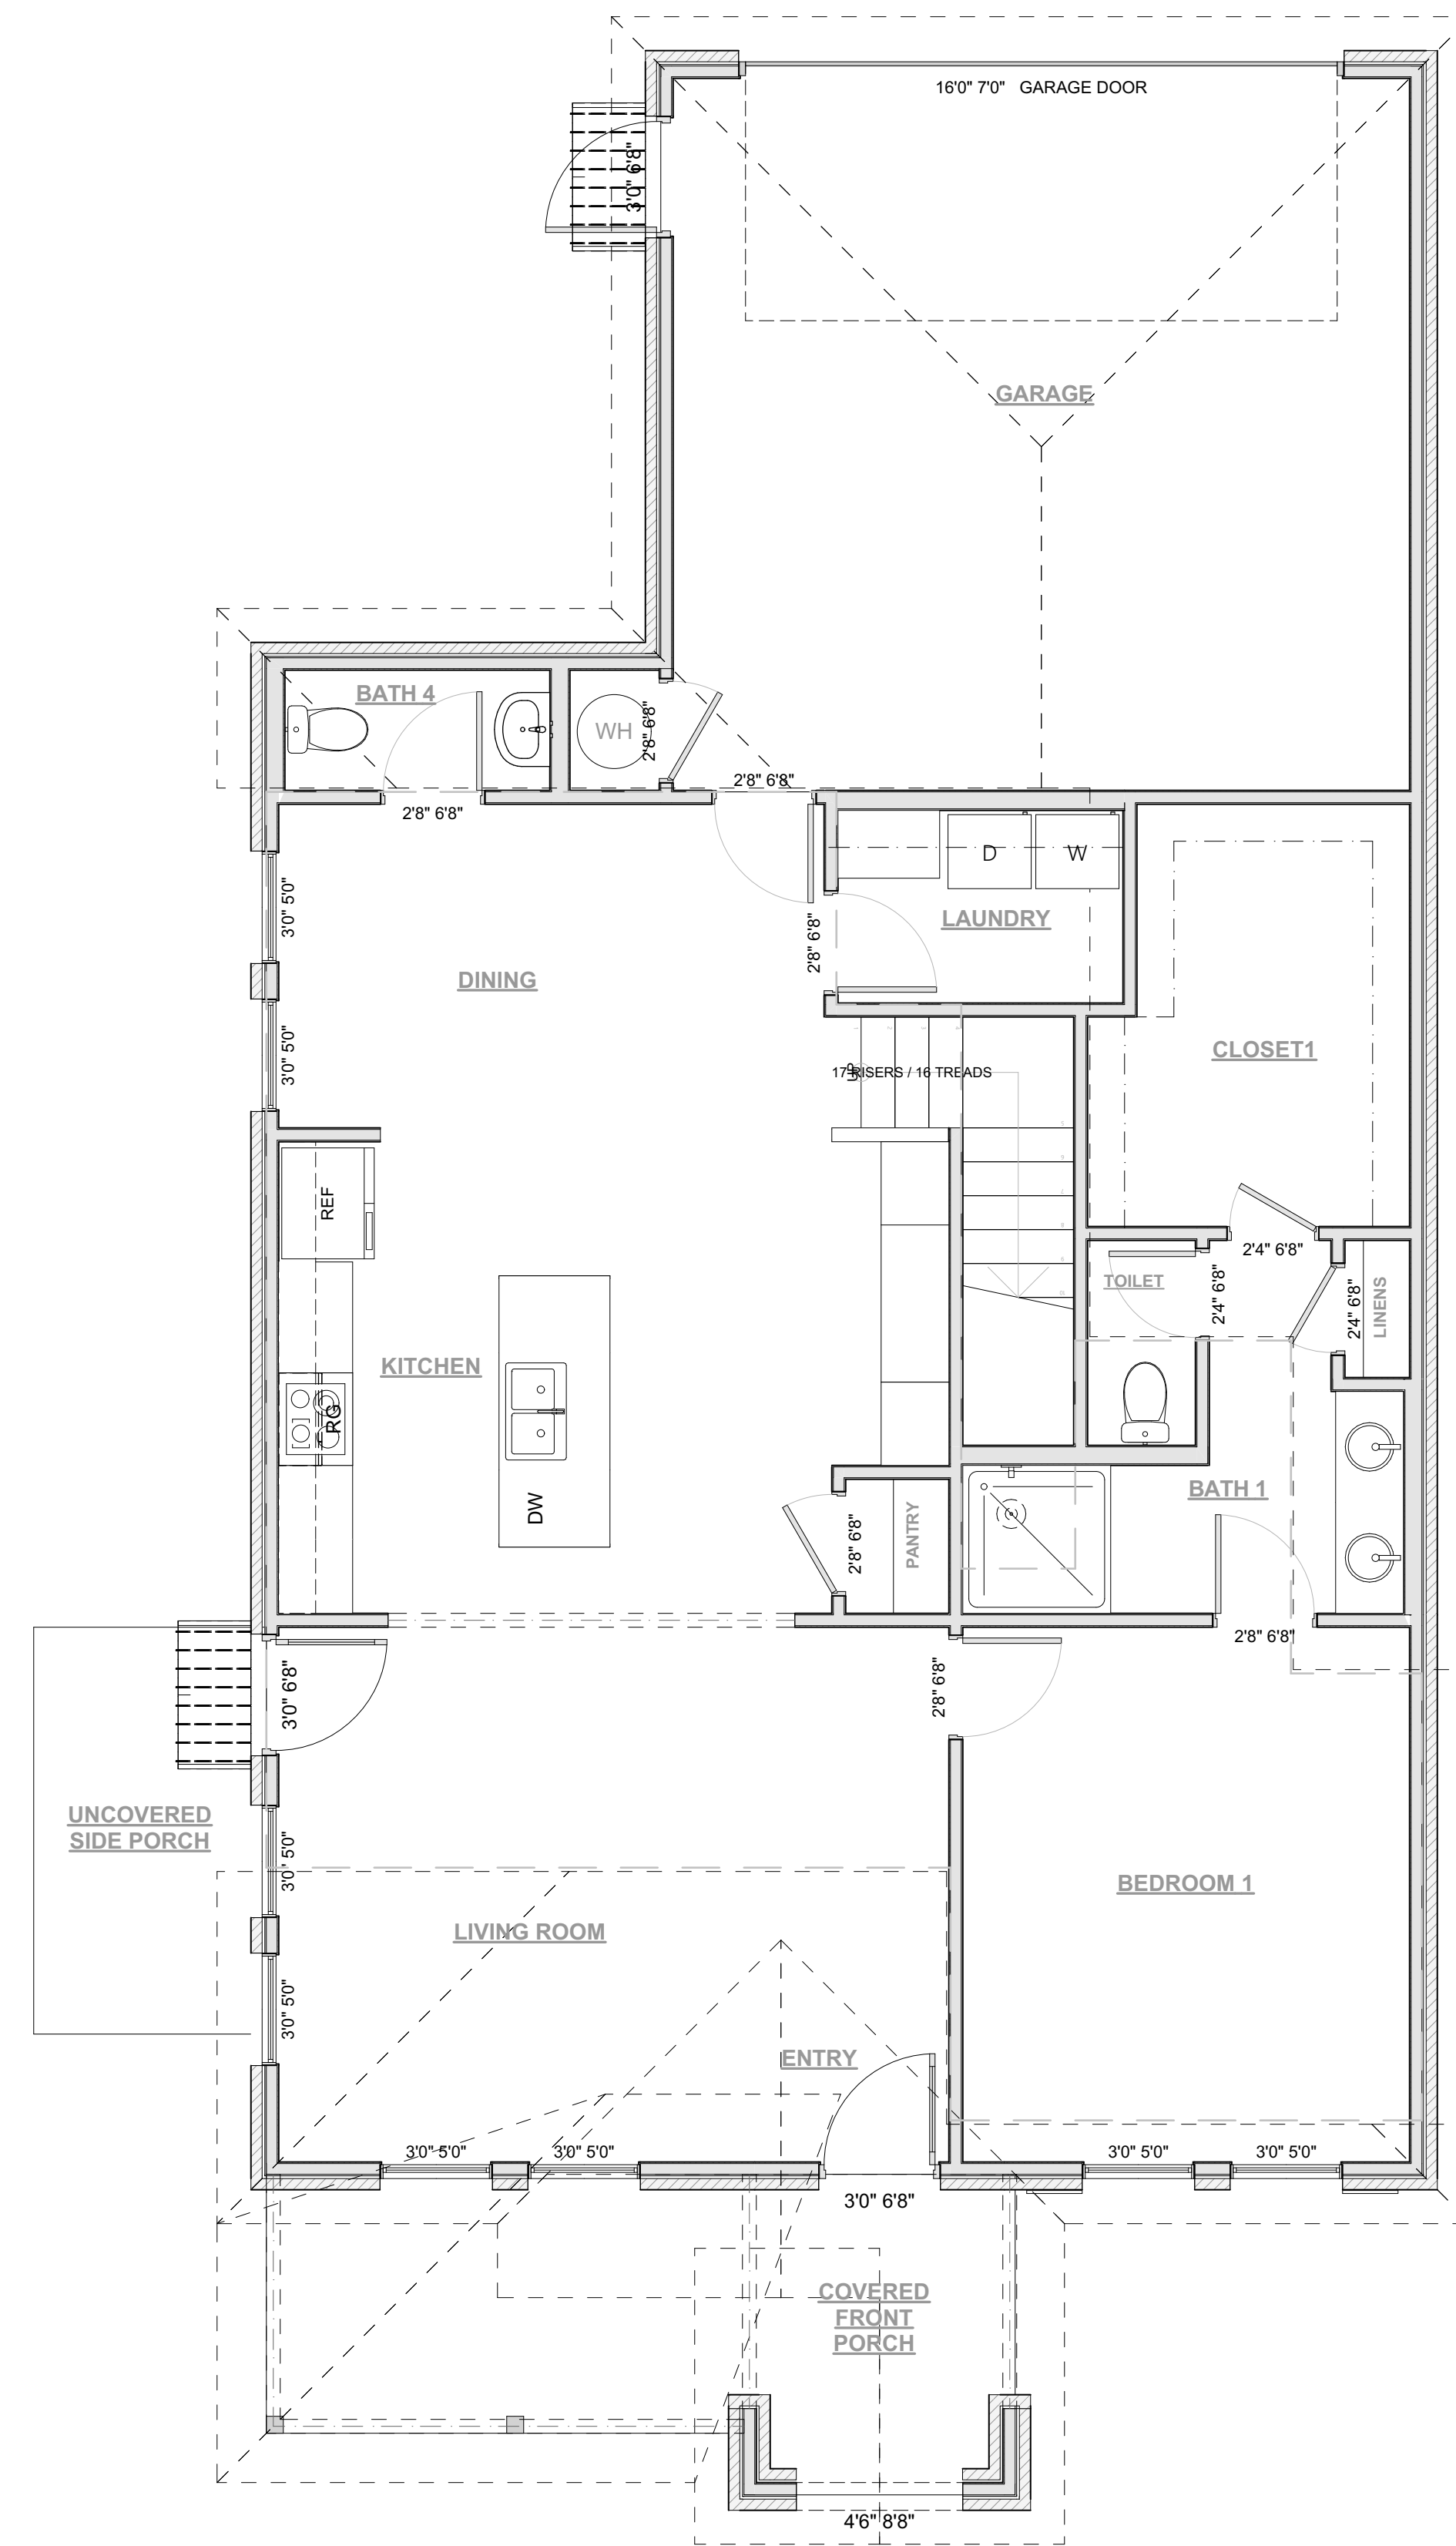 16'0" 7'0" GARAGE DOOR
3'0" 6'8"
GARAGE
BATH 4
WH
2'8" 6'8"
2'8" 6'8"
2'8" 6'8"
D
W
LAUNDRY
2'8" 6'8"
3'0" 5'0"
DINING
3'0" 5'0"
UP
17 RISERS / 16 TREADS
CLOSET1
REF
2'4" 6'8"
TOILET
2'4" 6'8"
2'4" 6'8"
LINENS
KITCHEN
RG
DW
BATH 1
2'8" 6'8"
PANTRY
2'8" 6'8"
3'0" 6'8"
2'8" 6'8"
UNCOVERED
SIDE PORCH
3'0" 5'0"
BEDROOM 1
LIVING ROOM
3'0" 5'0"
ENTRY
3'0" 5'0"
3'0" 5'0"
3'0" 5'0"
3'0" 5'0"
3'0" 6'8"
COVERED
FRONT
PORCH
4'6" 8'8"